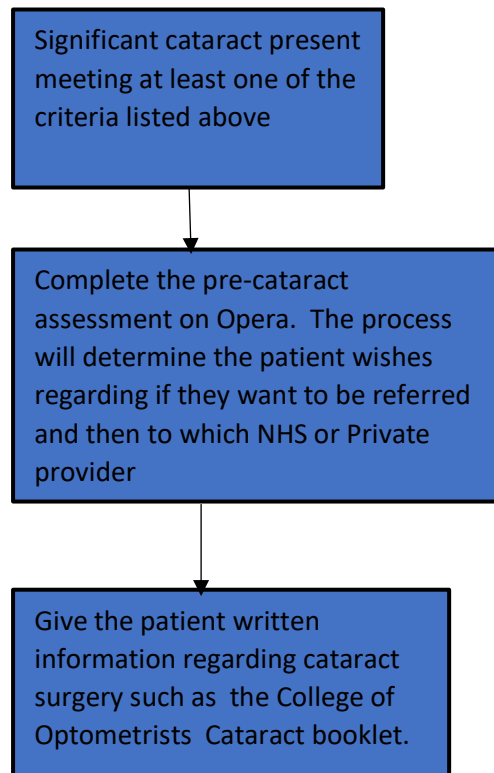 Significant cataract present
meeting at least one of the
criteria listed above
Complete the pre-cataract
assessment on Opera.  The process
will determine the patient wishes
regarding if they want to be referred
and then to which NHS or Private
provider
Give the patient written
information regarding cataract
surgery such as  the College of
Optometrists  Cataract booklet.